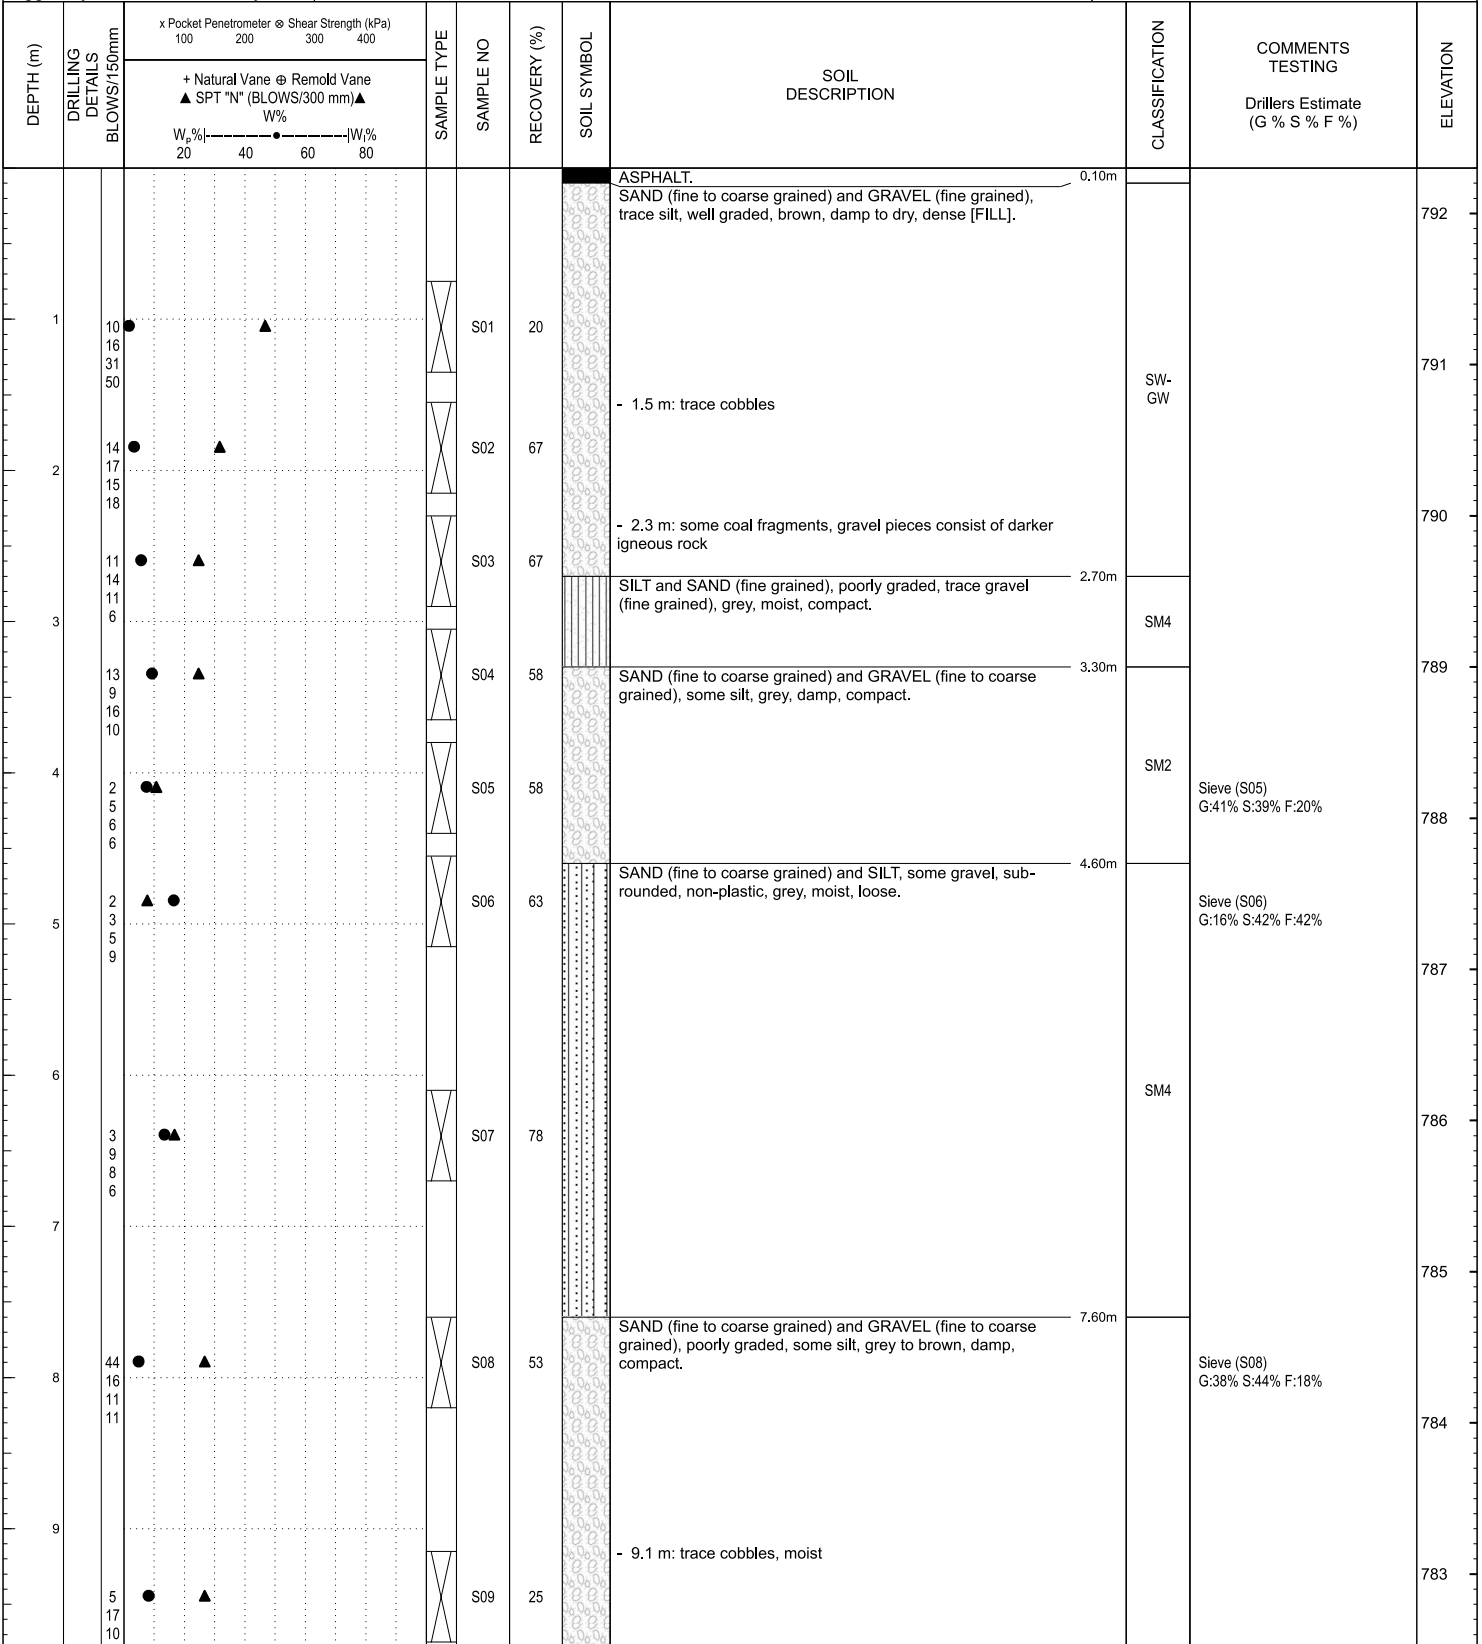 DEPTH (m)
DRILLING
DETAILS
BLOWS/150mm
x Pocket Penetrometer ⊗ Shear Strength (kPa)
100 200 300 400
+ Natural Vane ⊕ Remold Vane
▲ SPT "N" (BLOWS/300 mm)▲
W%
Wp% Wl%
20 40 60 80
SAMPLE TYPE
SAMPLE NO
RECOVERY (%)
SOIL SYMBOL
SOIL
DESCRIPTION
CLASSIFICATION
COMMENTS
TESTING
Drillers Estimate
(G % S % F %)
ELEVATION
ASPHALT. 0.10m
SAND (fine to coarse grained) and GRAVEL (fine grained),
trace silt, well graded, brown, damp to dry, dense [FILL].
792
1
10 S01 20
16
31
50
791
SW-
GW
- 1.5 m: trace cobbles
14 S02 67
17
15
18
2
790
- 2.3 m: some coal fragments, gravel pieces consist of darker
igneous rock
11 S03 67
14
11
6
2.70m
SILT and SAND (fine grained), poorly graded, trace gravel
(fine grained), grey, moist, compact.
SM4
3
789
3.30m
13 S04 58
9
16
10
SAND (fine to coarse grained) and GRAVEL (fine to coarse
grained), some silt, grey, damp, compact.
SM2
4
2 S05 58
5
6
6
Sieve (S05)
G:41% S:39% F:20%
788
4.60m
SAND (fine to coarse grained) and SILT, some gravel, sub-
rounded, non-plastic, grey, moist, loose.
2 S06 63
3
5
9
Sieve (S06)
G:16% S:42% F:42%
5
787
6
SM4
3 S07 78
9
8
6
786
7
785
7.60m
SAND (fine to coarse grained) and GRAVEL (fine to coarse
grained), poorly graded, some silt, grey to brown, damp,
compact.
44 S08 53
16
11
11
Sieve (S08)
G:38% S:44% F:18%
8
784
9
- 9.1 m: trace cobbles, moist
783
5 S09 25
17
10